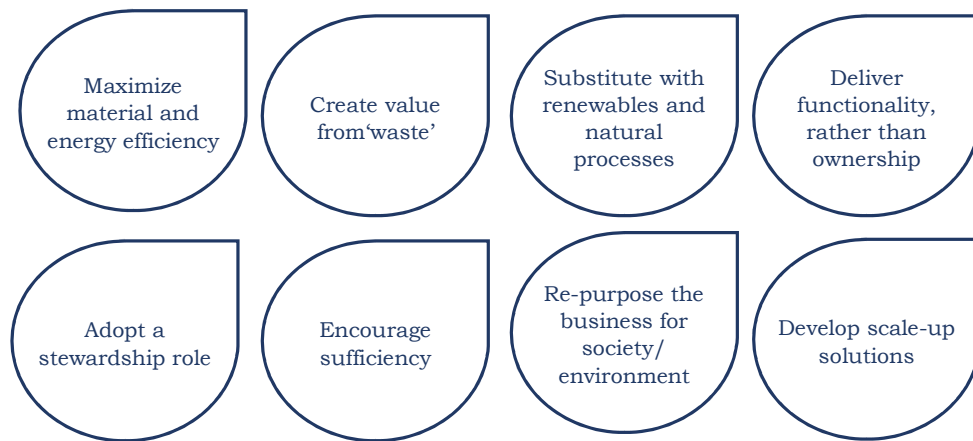 Maximize
material and
energy efficiency
Create value
from‘waste’
Substitute with
renewables and
natural
processes
Deliver
functionality,
rather than
ownership
Adopt a
stewardship role
Encourage
sufficiency
Re-purpose the
business for
society/
environment
Develop scale-up
solutions